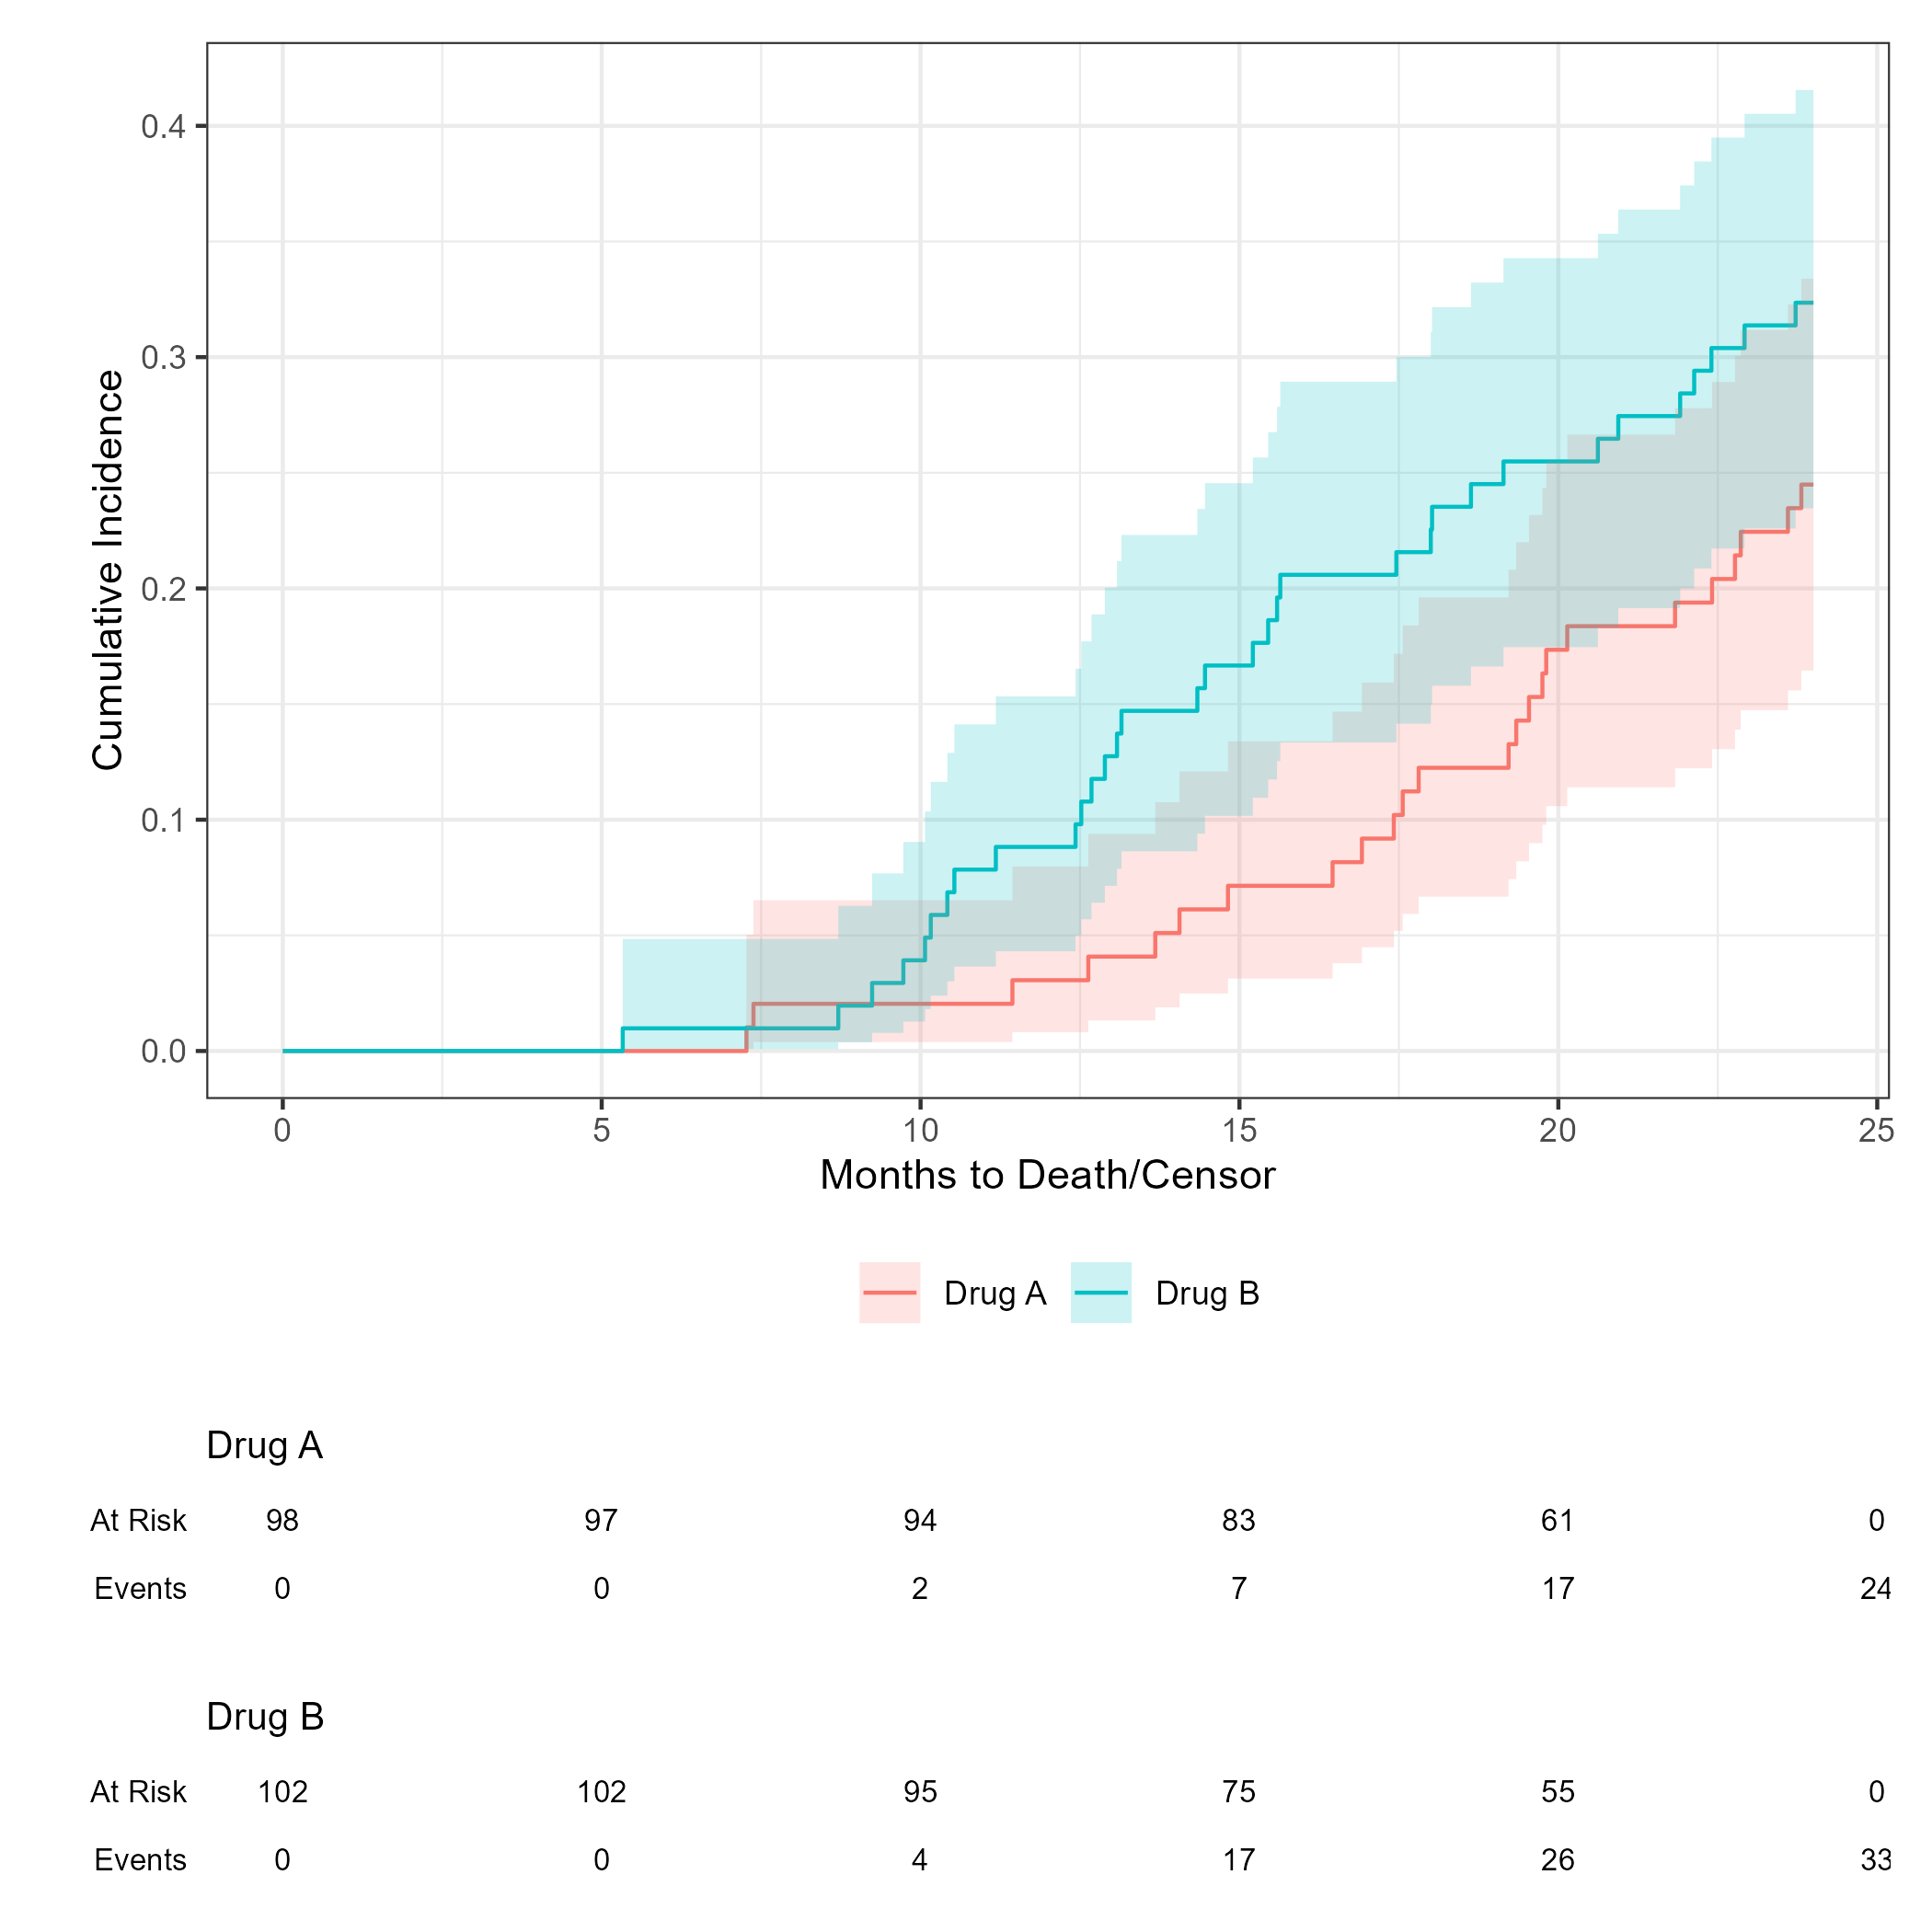 0.4
0.3
0.2
0.1
0.0
Cumulative Incidence
0 5 10 15 20 25
Months to Death/Censor
Drug A Drug B
Drug A
At Risk 98 97 94 83 61 0
Events 0 0 2 7 17 24
Drug B
At Risk 102 102 95 75 55 0
Events 0 0 4 17 26 33